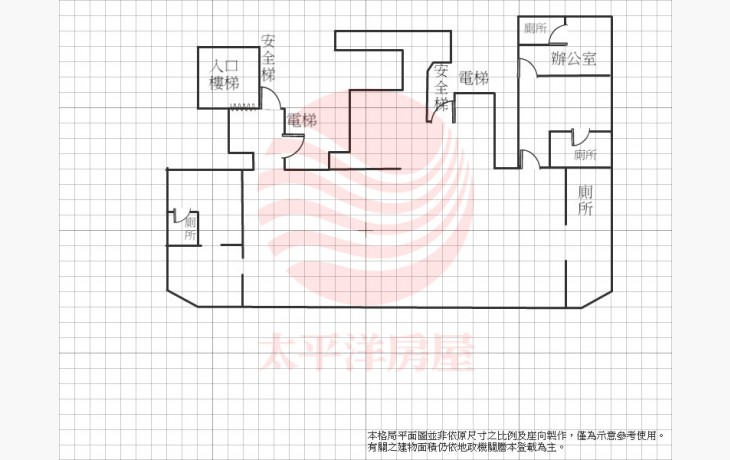 廁所
辦公室
安全梯
入口
樓梯
安全梯
電梯
電梯
廁所
廁所
廁所
太平洋房屋
本格局平面圖並非依原尺寸之比例及座向製作，僅為示意參考使用。
有關之建物面積仍依地政機關謄本登載為主。